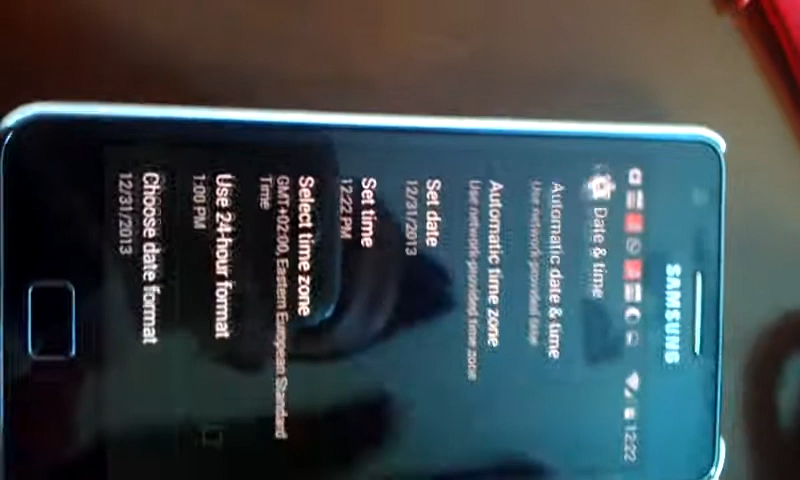 SAMSUNG
12:22
Date & time
Automatic date & time
Use network-provided time
Automatic time zone
Use network-provided time zone
Set date
12/31/2013
Set time
12:22 PM
Select time zone
GMT+02:00, Eastern European Standard
Time
Use 24-hour format
1:00 PM
Choose date format
12/31/2013